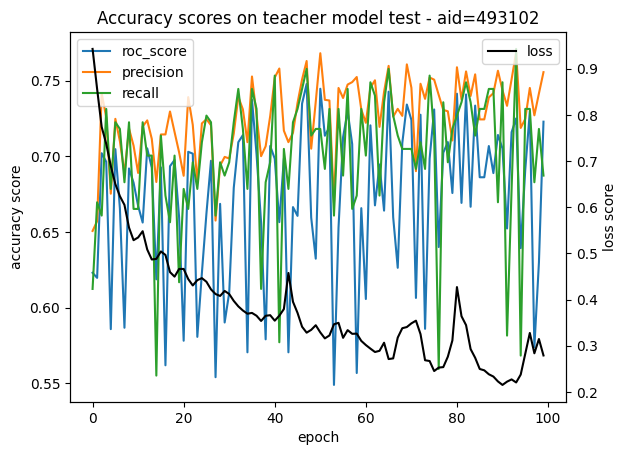 Accuracy scores on teacher model test - aid=493102
roc_score
precision
recall
loss
accuracy score
0.75
0.70
0.65
0.60
0.55
0.9
0.8
0.7
0.6
0.5
0.4
0.3
0.2
loss score
0 20 40 60 80 100
epoch